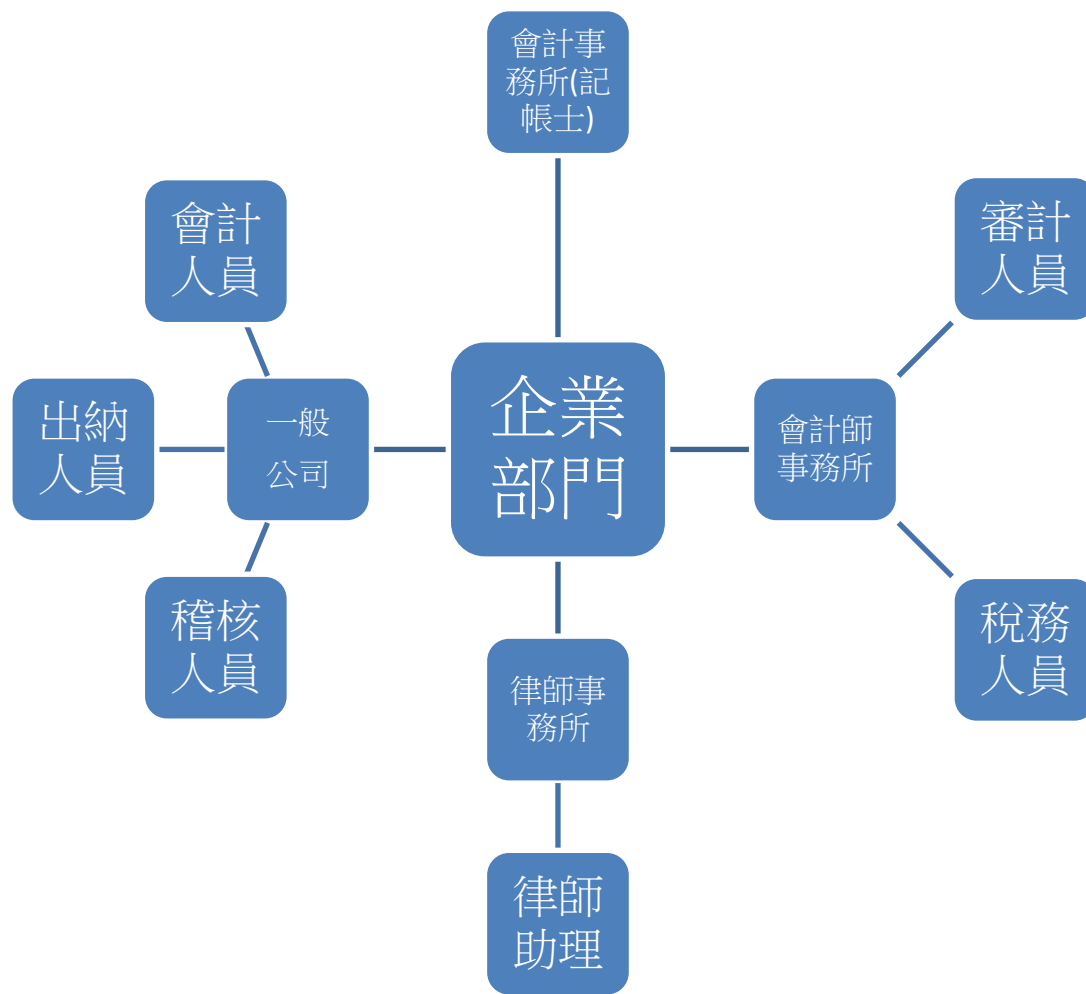 會計事
務所(記
帳士)
會計
人員
審計
人員
出納
人員
一般
公司
企業
部門
會計師
事務所
稽核
人員
律師事
務所
稅務
人員
律師
助理